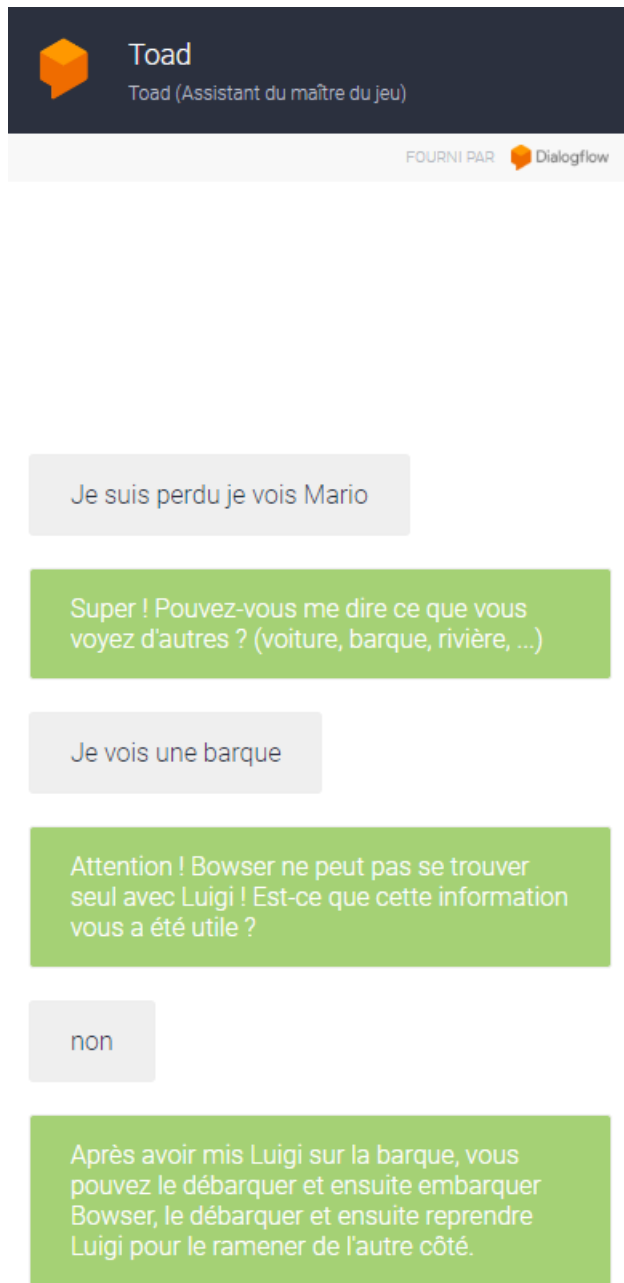 Toad
Toad (Assistant du maître du jeu)
FOURNI PAR Dialogflow
Je suis perdu je vois Mario
Super ! Pouvez-vous me dire ce que vous
voyez d'autres ? (voiture, barque, rivière, ...)
Je vois une barque
Attention ! Bowser ne peut pas se trouver
seul avec Luigi ! Est-ce que cette information
vous a été utile ?
non
Après avoir mis Luigi sur la barque, vous
pouvez le débarquer et ensuite embarquer
Bowser, le débarquer et ensuite reprendre
Luigi pour le ramener de l'autre côté.